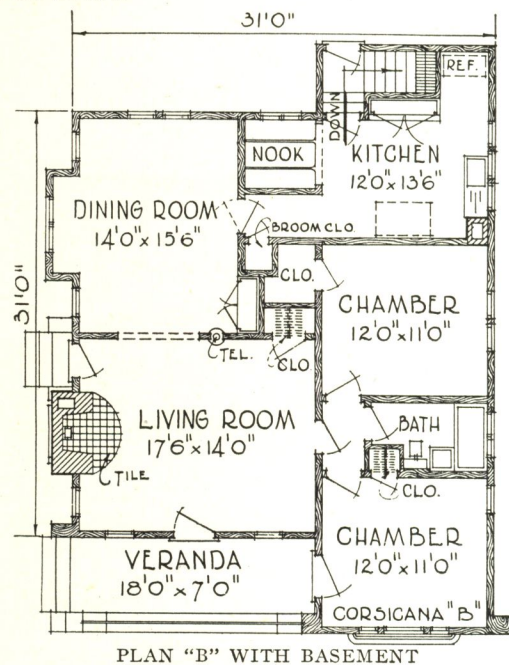 31'0"
REF.
DOWN
NOOK
KITCHEN
12'0"x13'6"
DINING ROOM
14'0"x15'6"
BROOM CLO.
CLO.
CHAMBER
12'0"x11'0"
31'0"
TEL.
CLO.
LIVING ROOM
17'6"x14'0"
BATH
TILE
CLO.
VERANDA
18'0"x7'0"
CHAMBER
12'0"x11'0"
CORSICANA "B"
PLAN "B" WITH BASEMENT